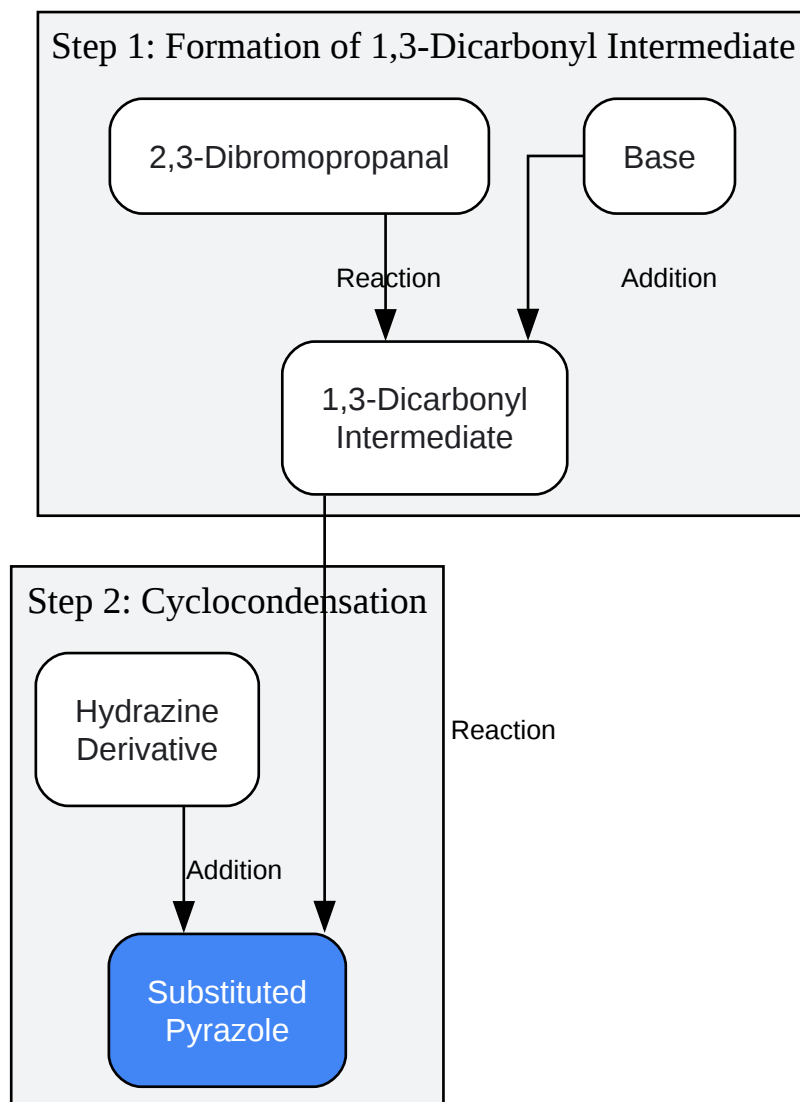 Step 1: Formation of 1,3-Dicarbonyl Intermediate
2,3-Dibromopropanal
Base
Reaction
Addition
1,3-Dicarbonyl
Intermediate
Step 2: Cyclocondensation
Hydrazine
Derivative
Reaction
Addition
Substituted
Pyrazole